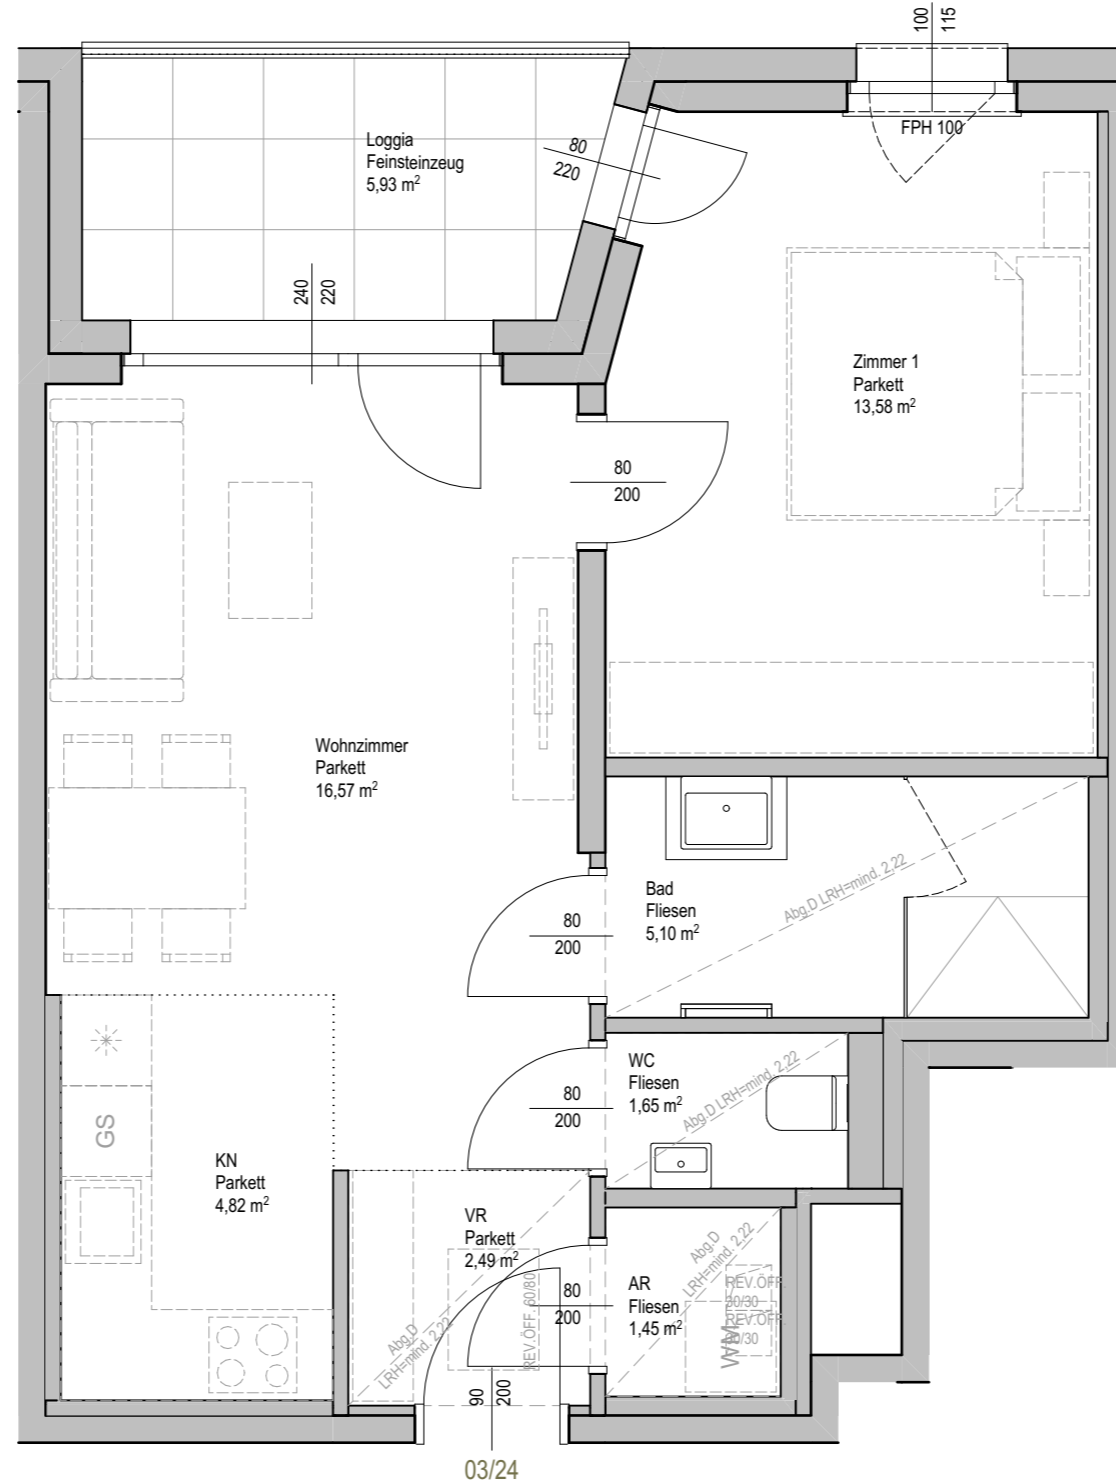 100
115
FPH 100
Loggia
Feinsteinzeug
5,93 m²
80
220
240
220
Zimmer 1
Parkett
13,58 m²
80
200
Wohnzimmer
Parkett
16,57 m²
Bad
Fliesen
5,10 m²
Abg.D LRH=mind. 2,22
80
200
WC
Fliesen
1,65 m²
Abg.D LRH=mind. 2,22
80
200
GS
KN
Parkett
4,82 m²
VR
Parkett
2,49 m²
Abg.D
LRH=mind. 2,22
REV.ÖFF. 60/80
80
200
AR
Fliesen
1,45 m²
Abg.D
LRH=mind. 2,22
REV.ÖFF.
30/30
REV.ÖFF.
30/30
WM
90
200
03/24